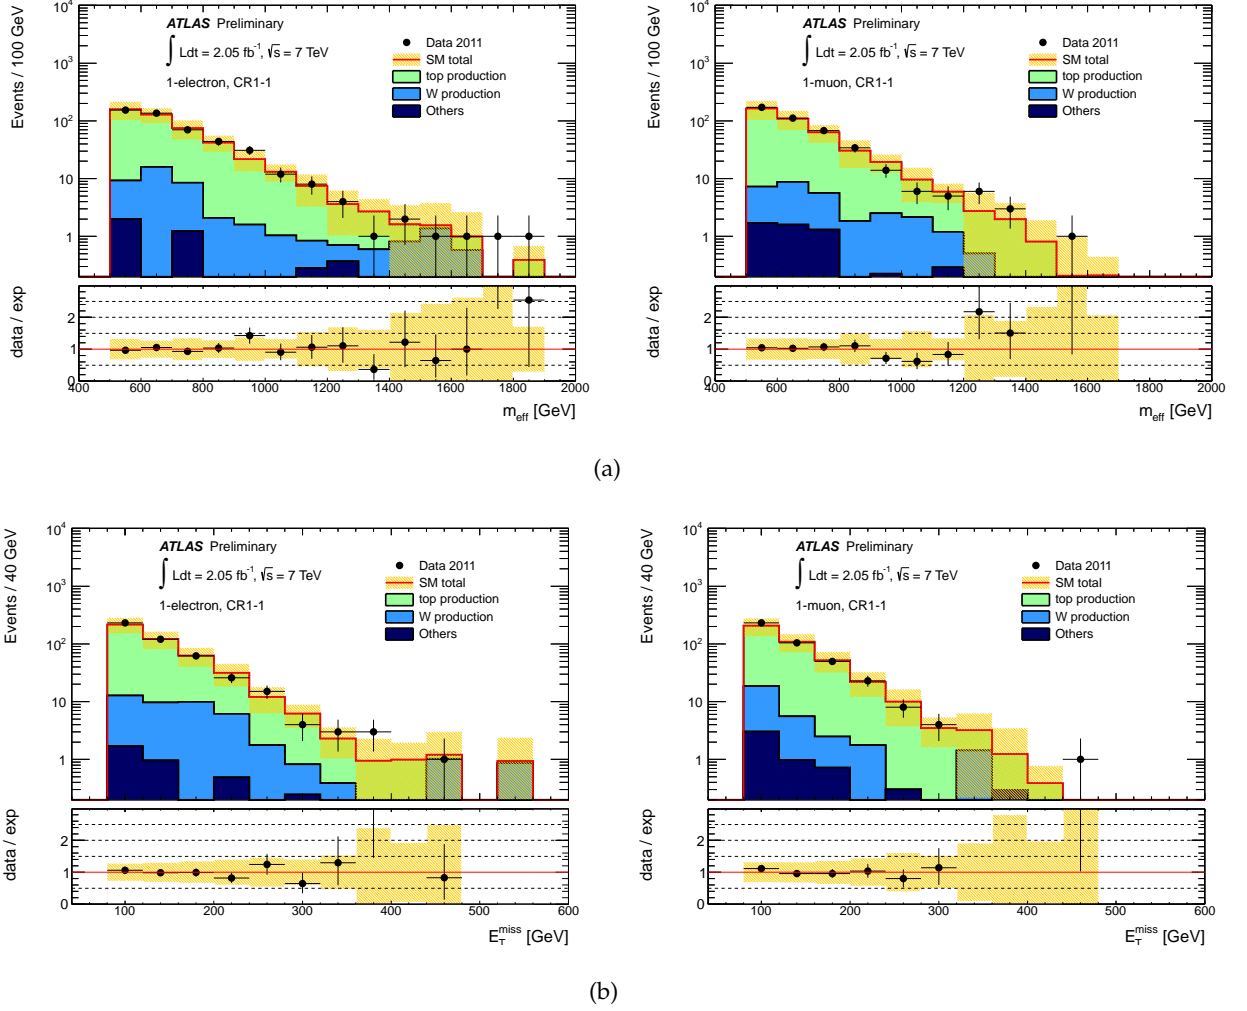 ATLAS Preliminary
∫ Ldt = 2.05 fb⁻¹, √s = 7 TeV
1-electron, CR1-1
Data 2011
SM total
top production
W production
Others
Events / 100 GeV
10⁴
10³
10²
10
1
data / exp
2
1
0
400 600 800 1000 1200 1400 1600 1800 2000
m_eff [GeV]
ATLAS Preliminary
∫ Ldt = 2.05 fb⁻¹, √s = 7 TeV
1-muon, CR1-1
Data 2011
SM total
top production
W production
Others
Events / 100 GeV
10⁴
10³
10²
10
1
data / exp
2
1
0
400 600 800 1000 1200 1400 1600 1800 2000
m_eff [GeV]
(a)
ATLAS Preliminary
∫ Ldt = 2.05 fb⁻¹, √s = 7 TeV
1-electron, CR1-1
Data 2011
SM total
top production
W production
Others
Events / 40 GeV
10⁴
10³
10²
10
1
data / exp
2
1
0
100 200 300 400 500 600
E_T^miss [GeV]
ATLAS Preliminary
∫ Ldt = 2.05 fb⁻¹, √s = 7 TeV
1-muon, CR1-1
Data 2011
SM total
top production
W production
Others
Events / 40 GeV
10⁴
10³
10²
10
1
data / exp
2
1
0
100 200 300 400 500 600
E_T^miss [GeV]
(b)